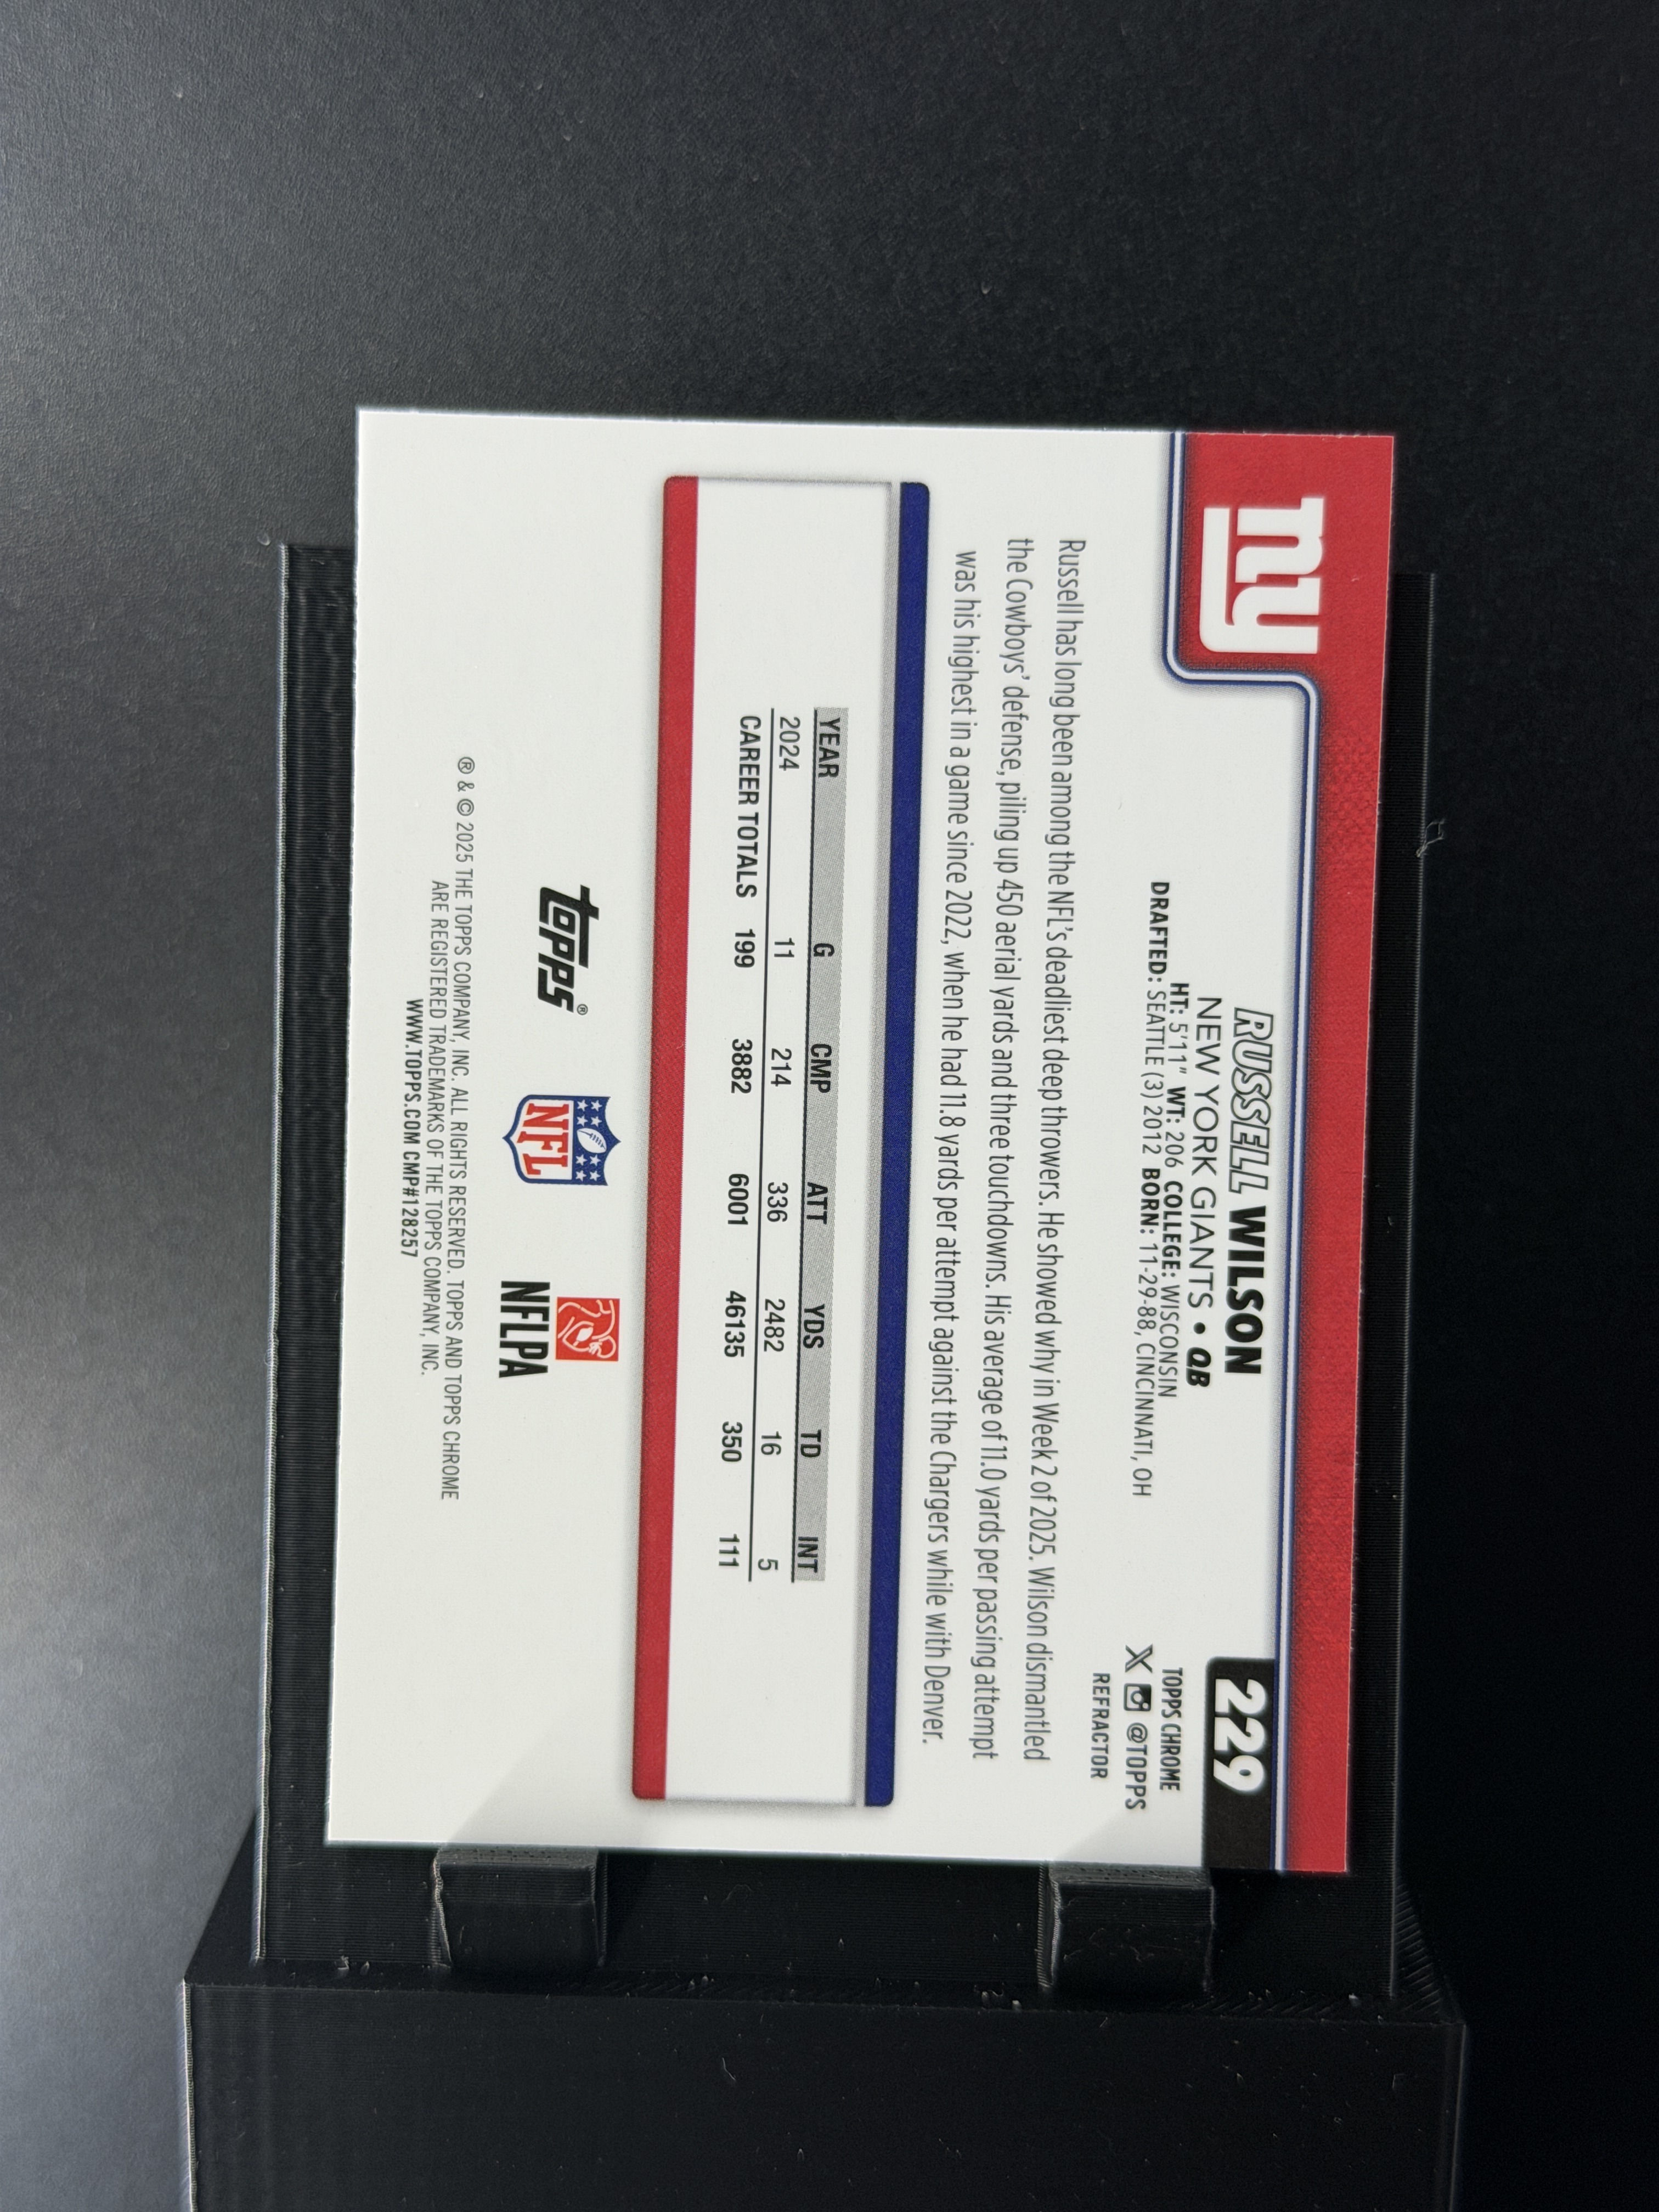 ny
229
RUSSELL WILSON
NEW YORK GIANTS • QB
HT: 5'11" WT: 206 COLLEGE: WISCONSIN
DRAFTED: SEATTLE (3) 2012 BORN: 11-29-88, CINCINNATI, OH
TOPPS CHROME
X @TOPPS
REFRACTOR
Russell has long been among the NFL's deadliest deep throwers. He showed why in Week 2 of 2025. Wilson dismantled
the Cowboys' defense, piling up 450 aerial yards and three touchdowns. His average of 11.0 yards per passing attempt
was his highest in a game since 2022, when he had 11.8 yards per attempt against the Chargers while with Denver.
YEAR G CMP ATT YDS TD INT
2024 11 214 336 2482 16 5
CAREER TOTALS 199 3882 6001 46135 350 111
topps®
NFL
NFLPA
® & © 2025 THE TOPPS COMPANY, INC. ALL RIGHTS RESERVED. TOPPS AND TOPPS CHROME
ARE REGISTERED TRADEMARKS OF THE TOPPS COMPANY, INC.
WWW.TOPPS.COM CMP#128257